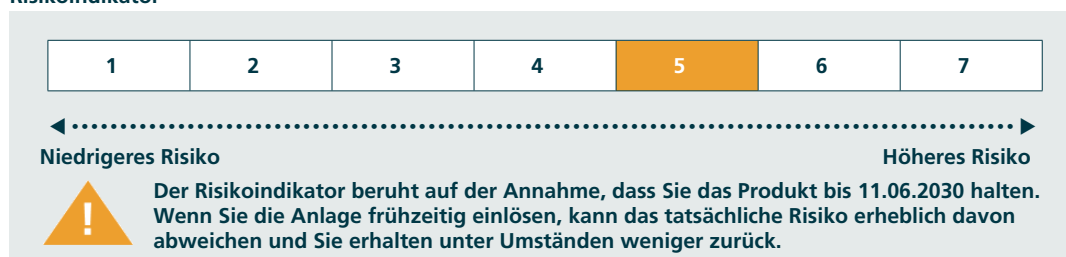 Risikoindikator
1 2 3 4 5 6 7
Niedrigeres Risiko Höheres Risiko
! Der Risikoindikator beruht auf der Annahme, dass Sie das Produkt bis 11.06.2030 halten.
Wenn Sie die Anlage frühzeitig einlösen, kann das tatsächliche Risiko erheblich davon
abweichen und Sie erhalten unter Umständen weniger zurück.